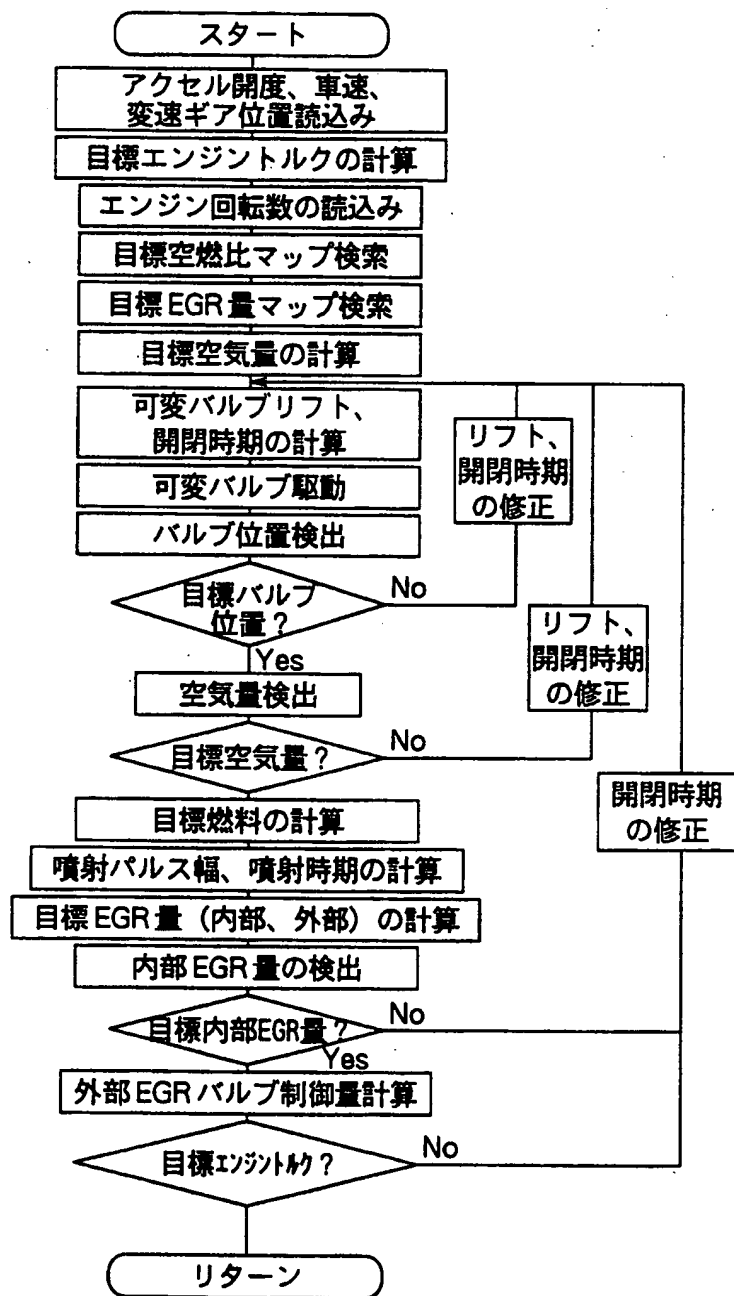 スタート
アクセル開度、車速、
変速ギア位置読込み
目標エンジントルクの計算
エンジン回転数の読込み
目標空燃比マップ検索
目標EGR量マップ検索
目標空気量の計算
可変バルブリフト、
開閉時期の計算
リフト、
開閉時期
の修正
可変バルブ駆動
バルブ位置検出
目標バルブ
位置?
No
Yes
リフト、
開閉時期
の修正
空気量検出
目標空気量?
No
開閉時期
の修正
目標燃料の計算
噴射パルス幅、噴射時期の計算
目標EGR量(内部、外部)の計算
内部EGR量の検出
目標内部EGR量?
No
Yes
外部EGRバルブ制御量計算
目標エンジントルク?
No
リターン